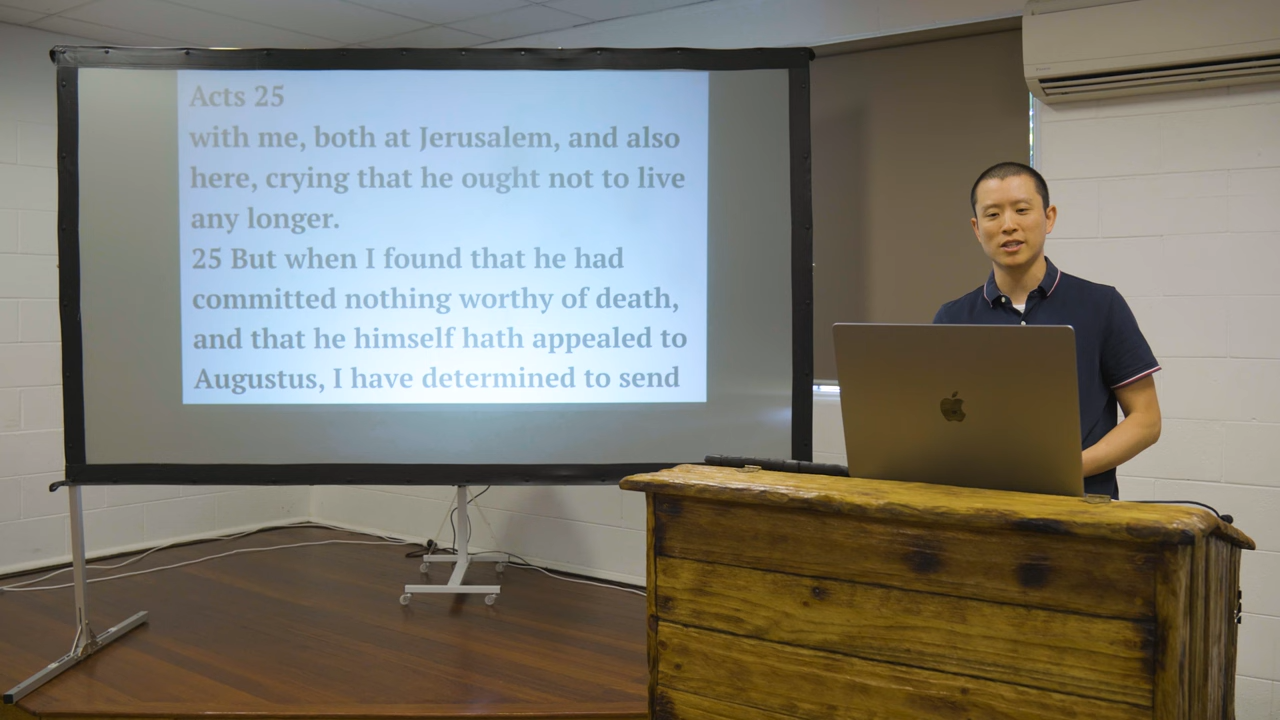 Acts 25
with me, both at Jerusalem, and also
here, crying that he ought not to live
any longer.
25 But when I found that he had
committed nothing worthy of death,
and that he himself hath appealed to
Augustus, I have determined to send